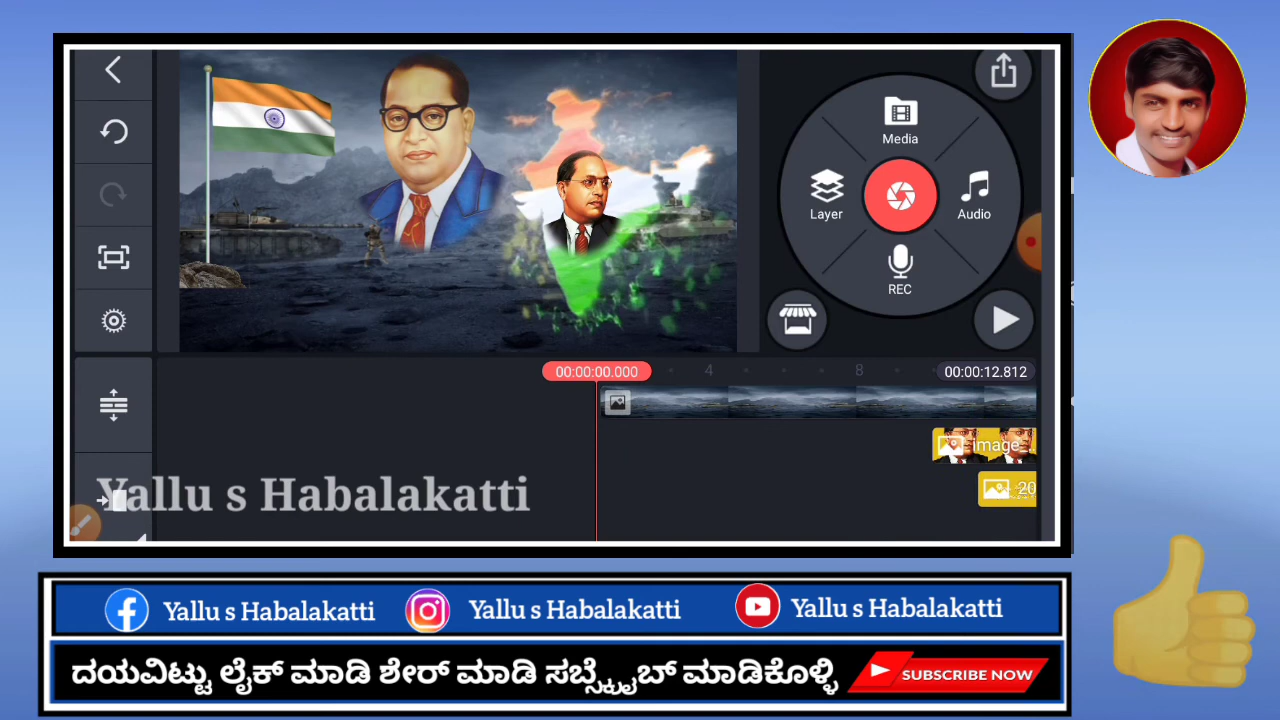 Media
Layer
Audio
REC
00:00:00.000
4
8
00:00:12.812
image
20
Yallu s Habalakatti
Yallu s Habalakatti
Yallu s Habalakatti
Yallu s Habalakatti
ದಯವಿಟ್ಟು ಲೈಕ್ ಮಾಡಿ ಶೇರ್ ಮಾಡಿ ಸಬ್ಸ್ಕ್ರೈಬ್ ಮಾಡಿಕೊಳ್ಳಿ
SUBSCRIBE NOW